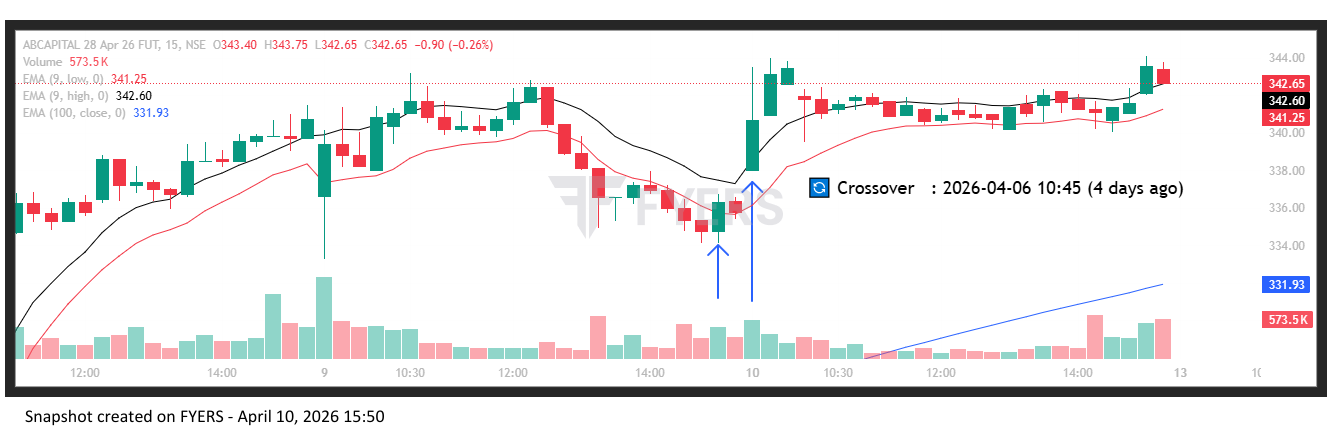 ABCAPITAL 28 Apr 26 FUT, 15, NSE O343.40 H343.75 L342.65 C342.65 −0.90 (−0.26%)
Volume 573.5K
EMA (9, low, 0) 341.25
EMA (9, high, 0) 342.60
EMA (100, close, 0) 331.93
344.00
342.65
342.60
341.25
340.00
338.00
336.00
334.00
331.93
573.5K
FYERS
Crossover : 2026-04-06 10:45 (4 days ago)
12:00 14:00 9 10:30 12:00 14:00 10 10:30 12:00 14:00 13
Snapshot created on FYERS - April 10, 2026 15:50